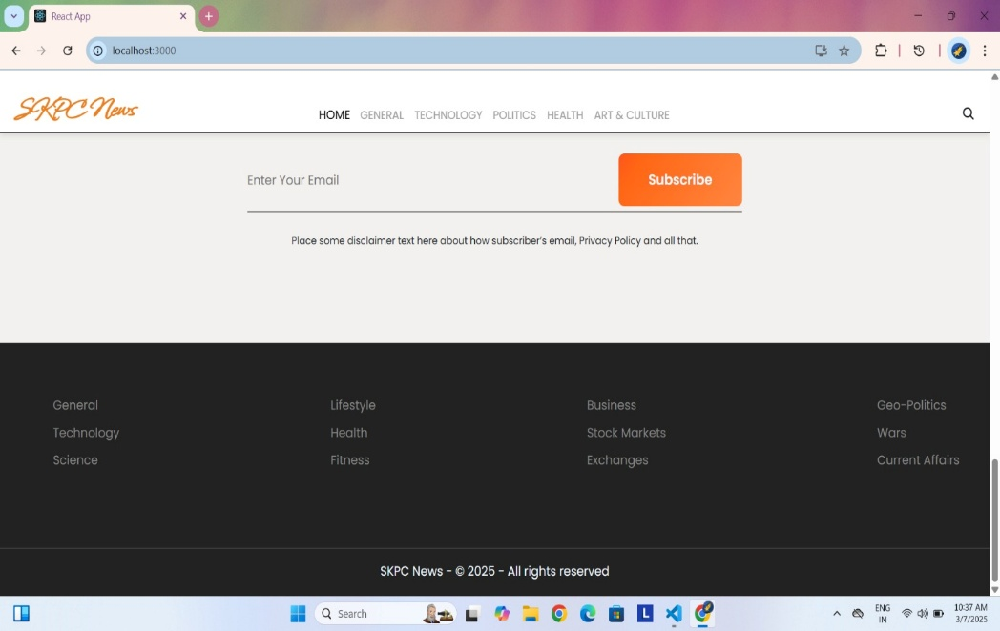 React App
localhost:3000
SKPC News
HOME GENERAL TECHNOLOGY POLITICS HEALTH ART & CULTURE
Enter Your Email
Subscribe
Place some disclaimer text here about how subscriber's email, Privacy Policy and all that.
General Lifestyle Business Geo-Politics
Technology Health Stock Markets Wars
Science Fitness Exchanges Current Affairs
SKPC News - © 2025 - All rights reserved
Search
L
ENG
IN
10:37 AM
3/7/2025